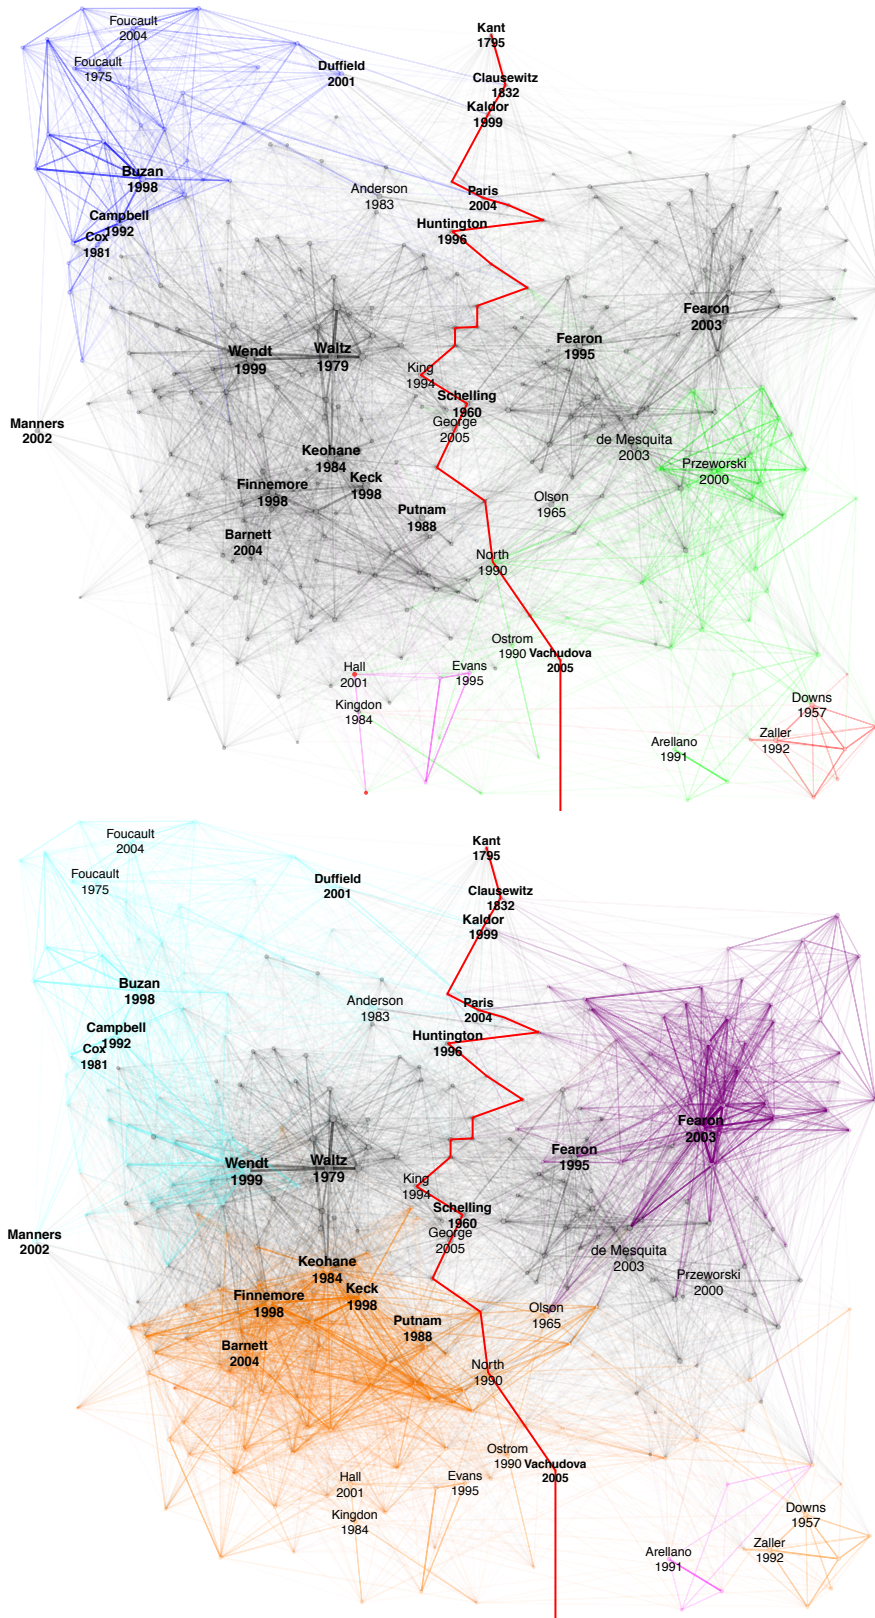 Kant
1795
Foucault
2004
Foucault
1975
Duffield
2001
Clausewitz
1832
Kaldor
1999
Buzan
1998
Anderson
1983
Paris
2004
Campbell
1992
Cox
1981
Huntington
1996
Fearon
2003
Wendt
1999
Waltz
1979
Fearon
1995
King
1994
Schelling
1960
George
2005
Manners
2002
de Mesquita
2003
Keohane
1984
Przeworski
2000
Finnemore
1998
Keck
1998
Putnam
1988
Olson
1965
Barnett
2004
North
1990
Ostrom
1990
Vachudova
2005
Hall
2001
Evans
1995
Kingdon
1984
Downs
1957
Arellano
1991
Zaller
1992
Foucault
2004
Kant
1795
Foucault
1975
Duffield
2001
Clausewitz
1832
Kaldor
1999
Buzan
1998
Anderson
1983
Paris
2004
Campbell
1992
Cox
1981
Huntington
1996
Fearon
2003
Wendt
1999
Waltz
1979
Fearon
1995
King
1994
Schelling
1960
George
2005
Manners
2002
de Mesquita
2003
Keohane
1984
Przeworski
2000
Finnemore
1998
Keck
1998
Putnam
1988
Olson
1965
Barnett
2004
North
1990
Ostrom
1990
Vachudova
2005
Hall
2001
Evans
1995
Kingdon
1984
Downs
1957
Arellano
1991
Zaller
1992